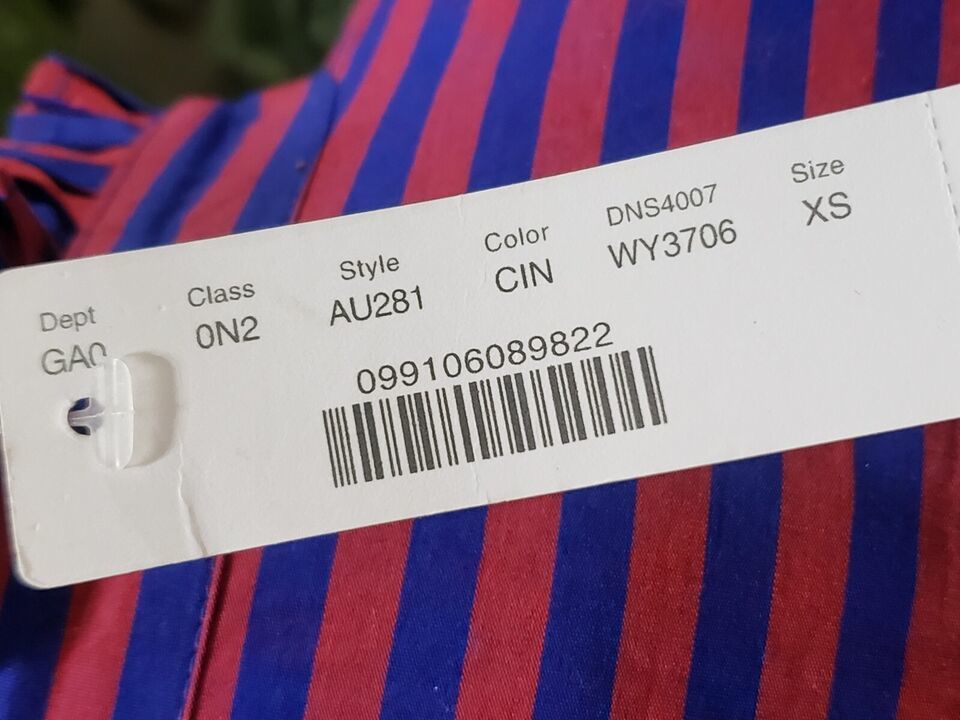 Dept Class Style Color DNS4007 Size
GA0 0N2 AU281 CIN WY3706 XS
099106089822